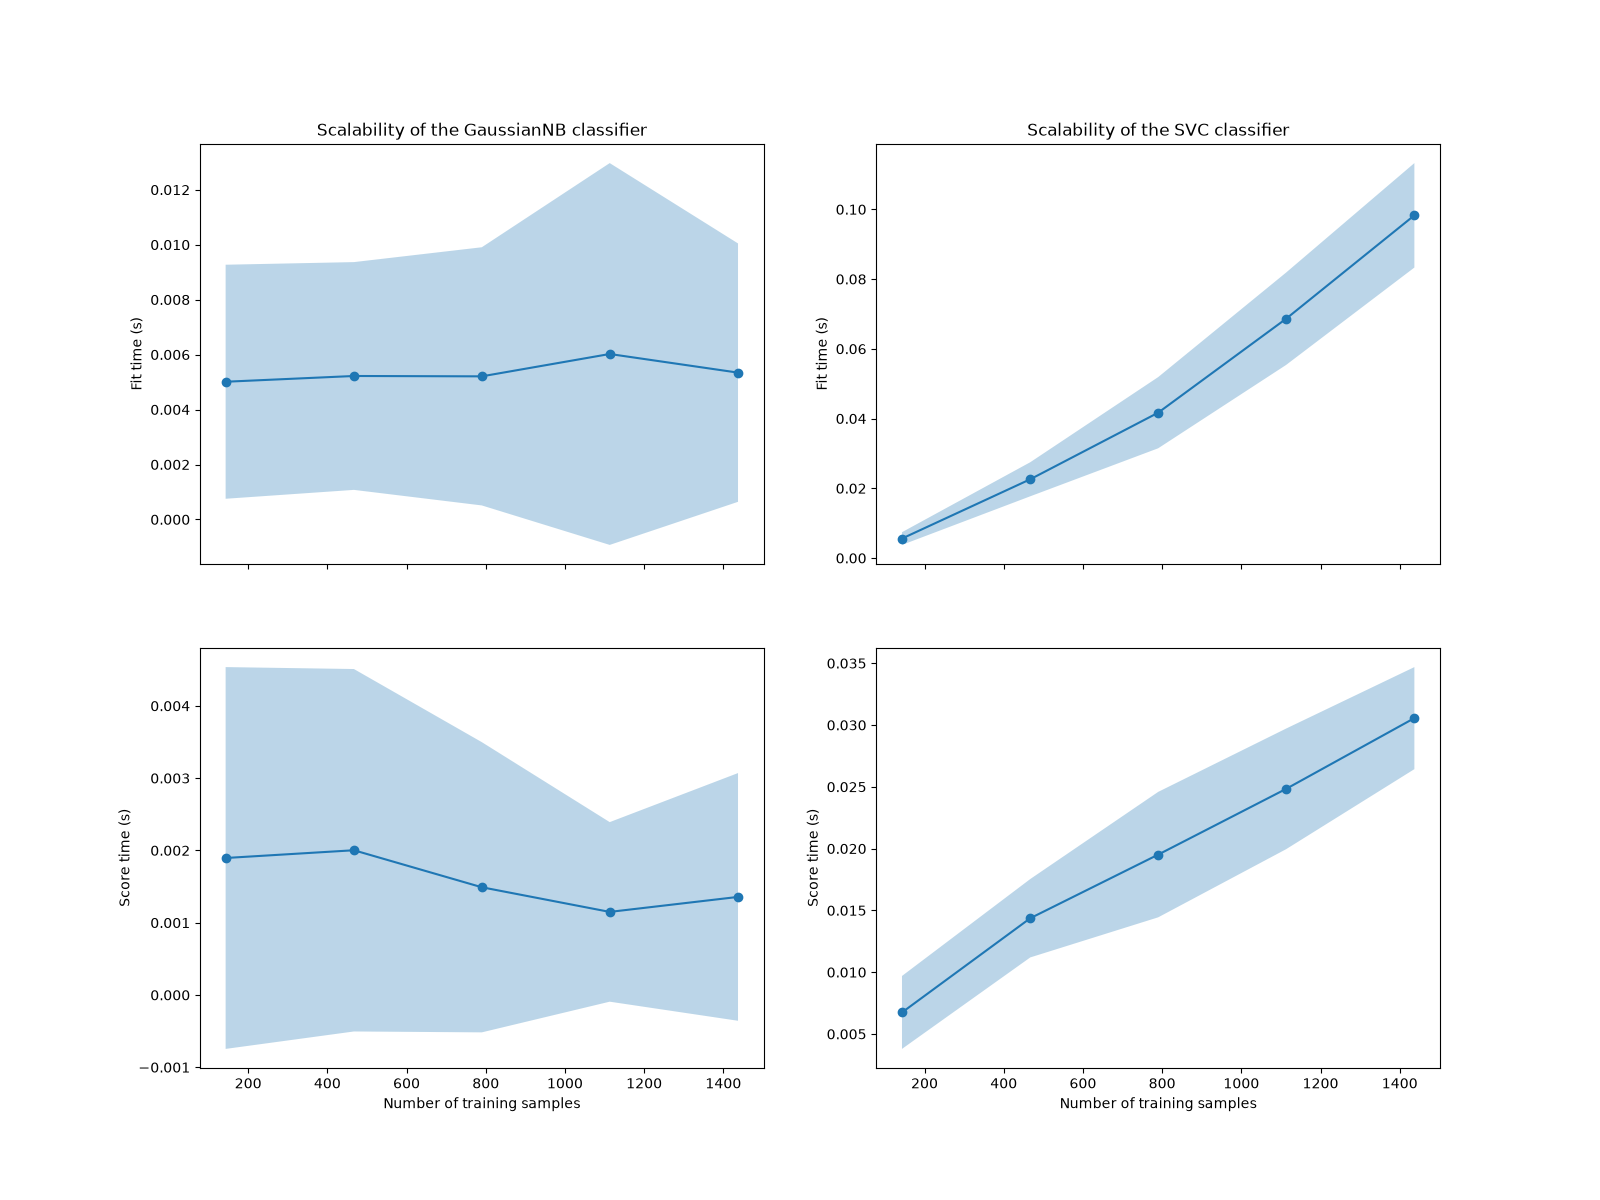 Scalability of the GaussianNB classifier
0.012
0.010
0.008
0.006
0.004
0.002
0.000
Fit time (s)
Scalability of the SVC classifier
0.10
0.08
0.06
0.04
0.02
0.00
Fit time (s)
0.004
0.003
0.002
0.001
0.000
−0.001
Score time (s)
200 400 600 800 1000 1200 1400
Number of training samples
0.035
0.030
0.025
0.020
0.015
0.010
0.005
Score time (s)
200 400 600 800 1000 1200 1400
Number of training samples